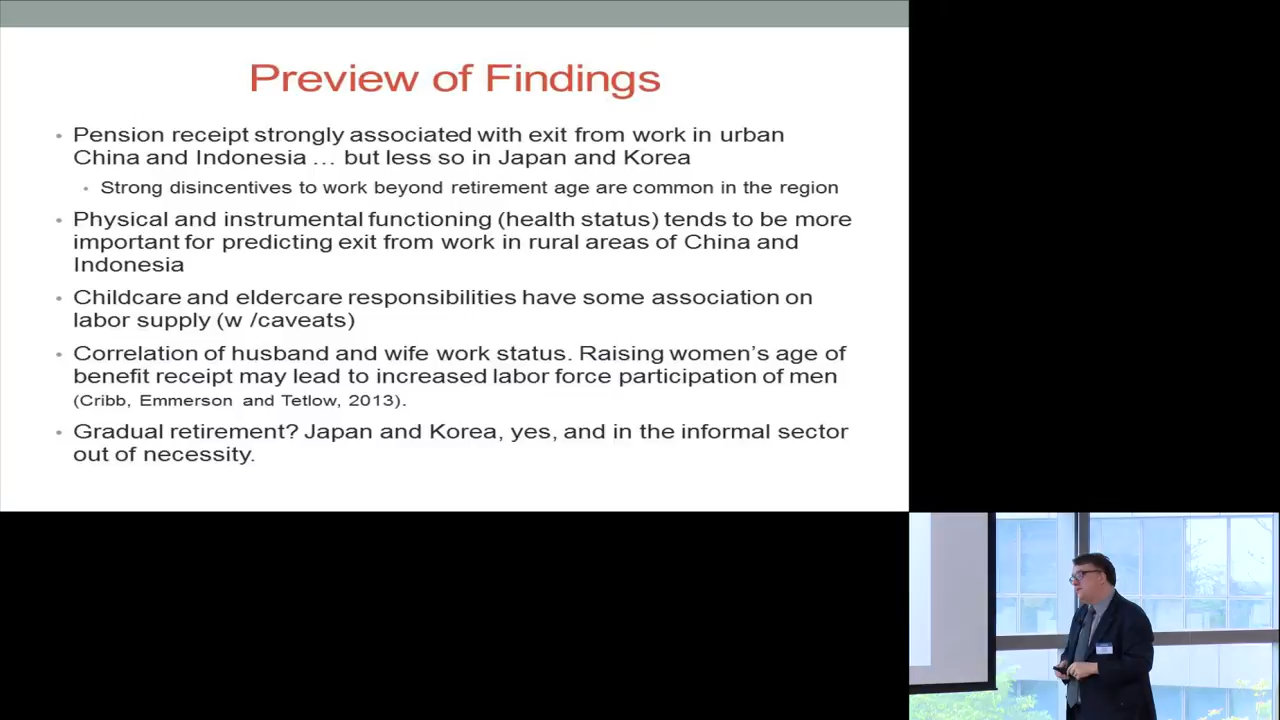 Preview of Findings
• Pension receipt strongly associated with exit from work in urban
China and Indonesia … but less so in Japan and Korea
• Strong disincentives to work beyond retirement age are common in the region
• Physical and instrumental functioning (health status) tends to be more
important for predicting exit from work in rural areas of China and
Indonesia
• Childcare and eldercare responsibilities have some association on
labor supply (w /caveats)
• Correlation of husband and wife work status. Raising women’s age of
benefit receipt may lead to increased labor force participation of men
(Cribb, Emmerson and Tetlow, 2013).
• Gradual retirement? Japan and Korea, yes, and in the informal sector
out of necessity.